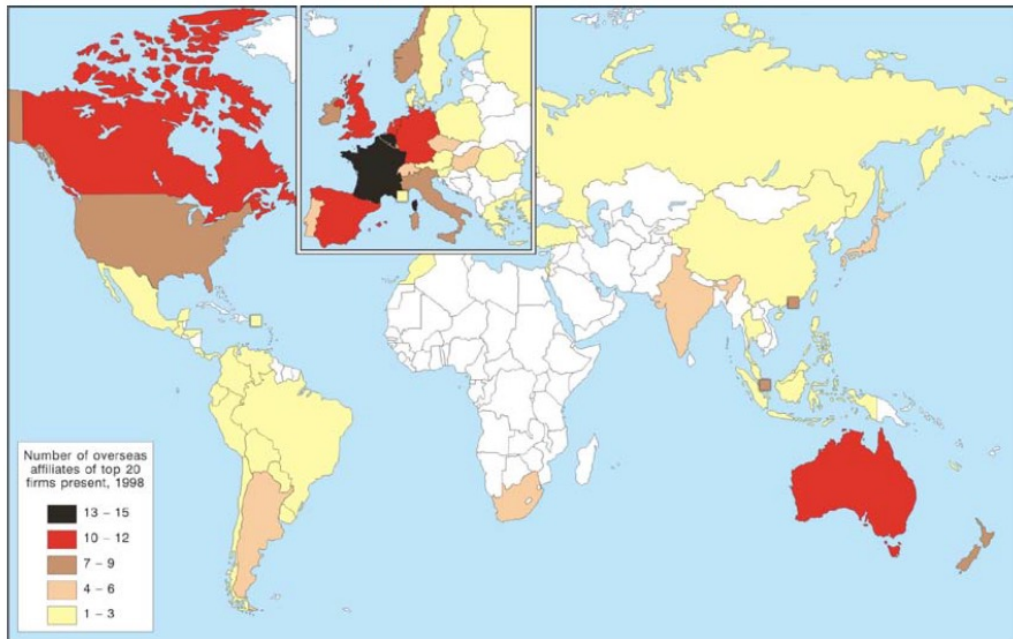 Number of overseas
affiliates of top 20
firms present, 1998
13 – 15
10 – 12
7 – 9
4 – 6
1 – 3